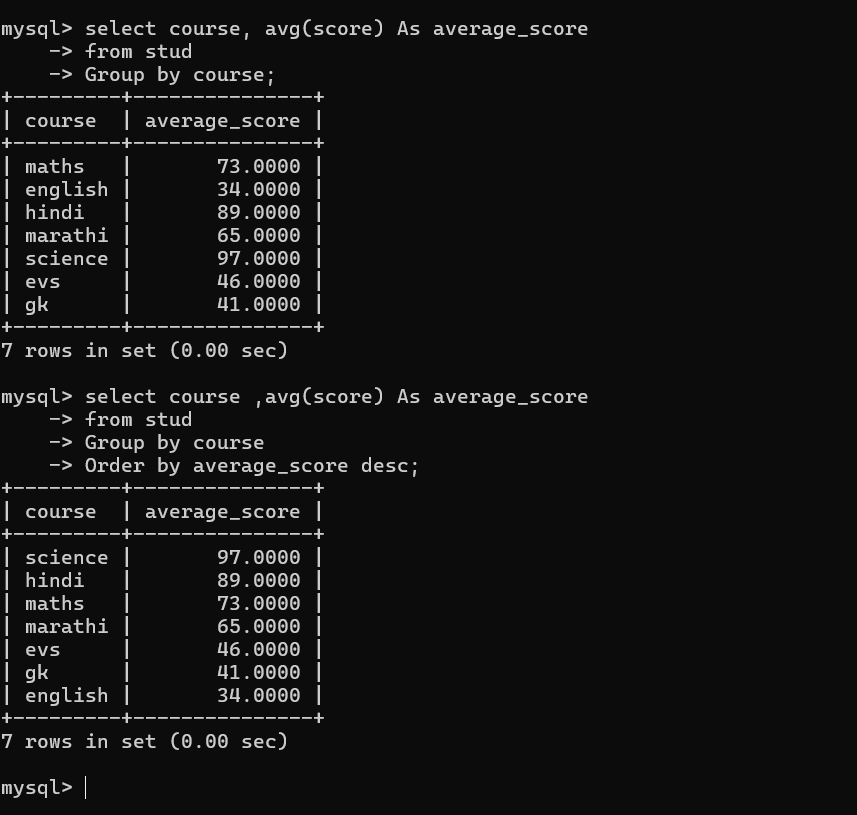 mysql> select course, avg(score) As average_score
    -> from stud
    -> Group by course;
+---------+---------------+
| course  | average_score |
+---------+---------------+
| maths   |       73.0000 |
| english |       34.0000 |
| hindi   |       89.0000 |
| marathi |       65.0000 |
| science |       97.0000 |
| evs     |       46.0000 |
| gk      |       41.0000 |
+---------+---------------+
7 rows in set (0.00 sec)

mysql> select course ,avg(score) As average_score
    -> from stud
    -> Group by course
    -> Order by average_score desc;
+---------+---------------+
| course  | average_score |
+---------+---------------+
| science |       97.0000 |
| hindi   |       89.0000 |
| maths   |       73.0000 |
| marathi |       65.0000 |
| evs     |       46.0000 |
| gk      |       41.0000 |
| english |       34.0000 |
+---------+---------------+
7 rows in set (0.00 sec)

mysql>